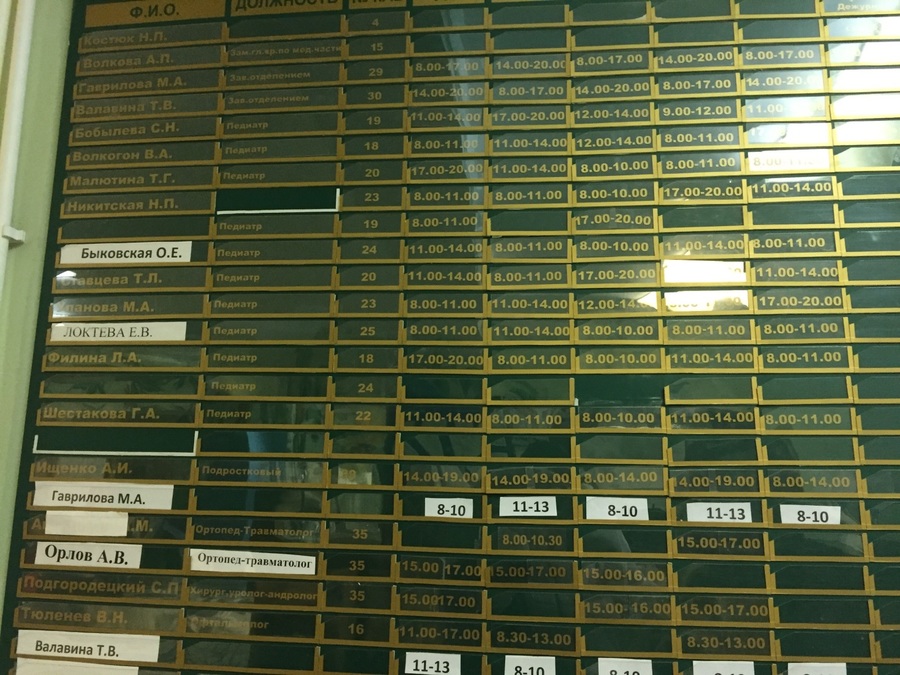 Ф.И.О. ДОЛЖНОСТЬ
Костюк Н.П. 4
Волкова А.П. Зам.гл.вр.по мед.части 15 8.00-17.00 14.00-20.00 8.00-17.00 14.00-20.00 8.00-17.00
Гаврилова М.А. Зав.отделением 29 14.00-20.00 8.00-17.00 14.00-20.00 8.00-17.00 14.00-20.
Валавина Т.В. Зав.отделением 30 11.00-14.00 17.00-20.00 12.00-14.00 9.00-12.00 11.00-
Бобылева С.Н. Педиатр 19 8.00-11.00 11.00-14.00 12.00-14.00 8.00-11.00
Волкогон В.А. Педиатр 18 17.00-20.00 11.00-14.00 8.00-10.00 8.00-11.00
Малютина Т.Г. Педиатр 20 8.00-11.00 8.00-11.00 8.00-10.00 17.00-20.00 11.00-14.00
Никитская Н.П. 23 8.00-11.00 17.00-20.00
Педиатр 19 11.00-14.00 8.00-11.00 8.00-10.00 11.00-14.00 8.00-11.00
Быковская О.Е. Педиатр 24 11.00-14.00 8.00-11.00 17.00-20.00 11.00-14.00
тавцева Т.Л. Педиатр 20 8.00-11.00 11.00-14.00 17.00-20.00
панова М.А. Педиатр 23 8.00-11.00 11.00-14.00 8.00-10.00 8.00-11.00 8.00-11.00
ЛОКТЕВА Е.В. Педиатр 25 17.00-20.00 8.00-11.00 8.00-10.00 11.00-14.00 8.00-11.00
Филина Л.А. Педиатр 18
Педиатр 24 11.00-14.00 8.00-11.00 8.00-10.00 11.00-14.00 8.00-11.00
Шестакова Г.А. Педиатр 22
Ищенко А.И. Подростковый 14.00-19.00 14.00-19.00 8.00-14.00 14.00-19.00 8.00-14.00
Гаврилова М.А. 8-10 11-13 8-10 11-13 8-10
.М. Ортопед-Травматолог 35 8.00-10.30 15.00-17.00
Орлов А.В. Ортопед-травматолог 35 15.00 17.00 15.00-17.00 15.00-16.00
Подгородецкий С.П Хирург,уролог-андролог 35 15.00-17.00 15.00-16.00 15.00-17.00
Тюленев В.Н. 16 11.00-17.00 8.30-13.00 8.30-13.00
Валавина Т.В. 11-13 8-10 8-10